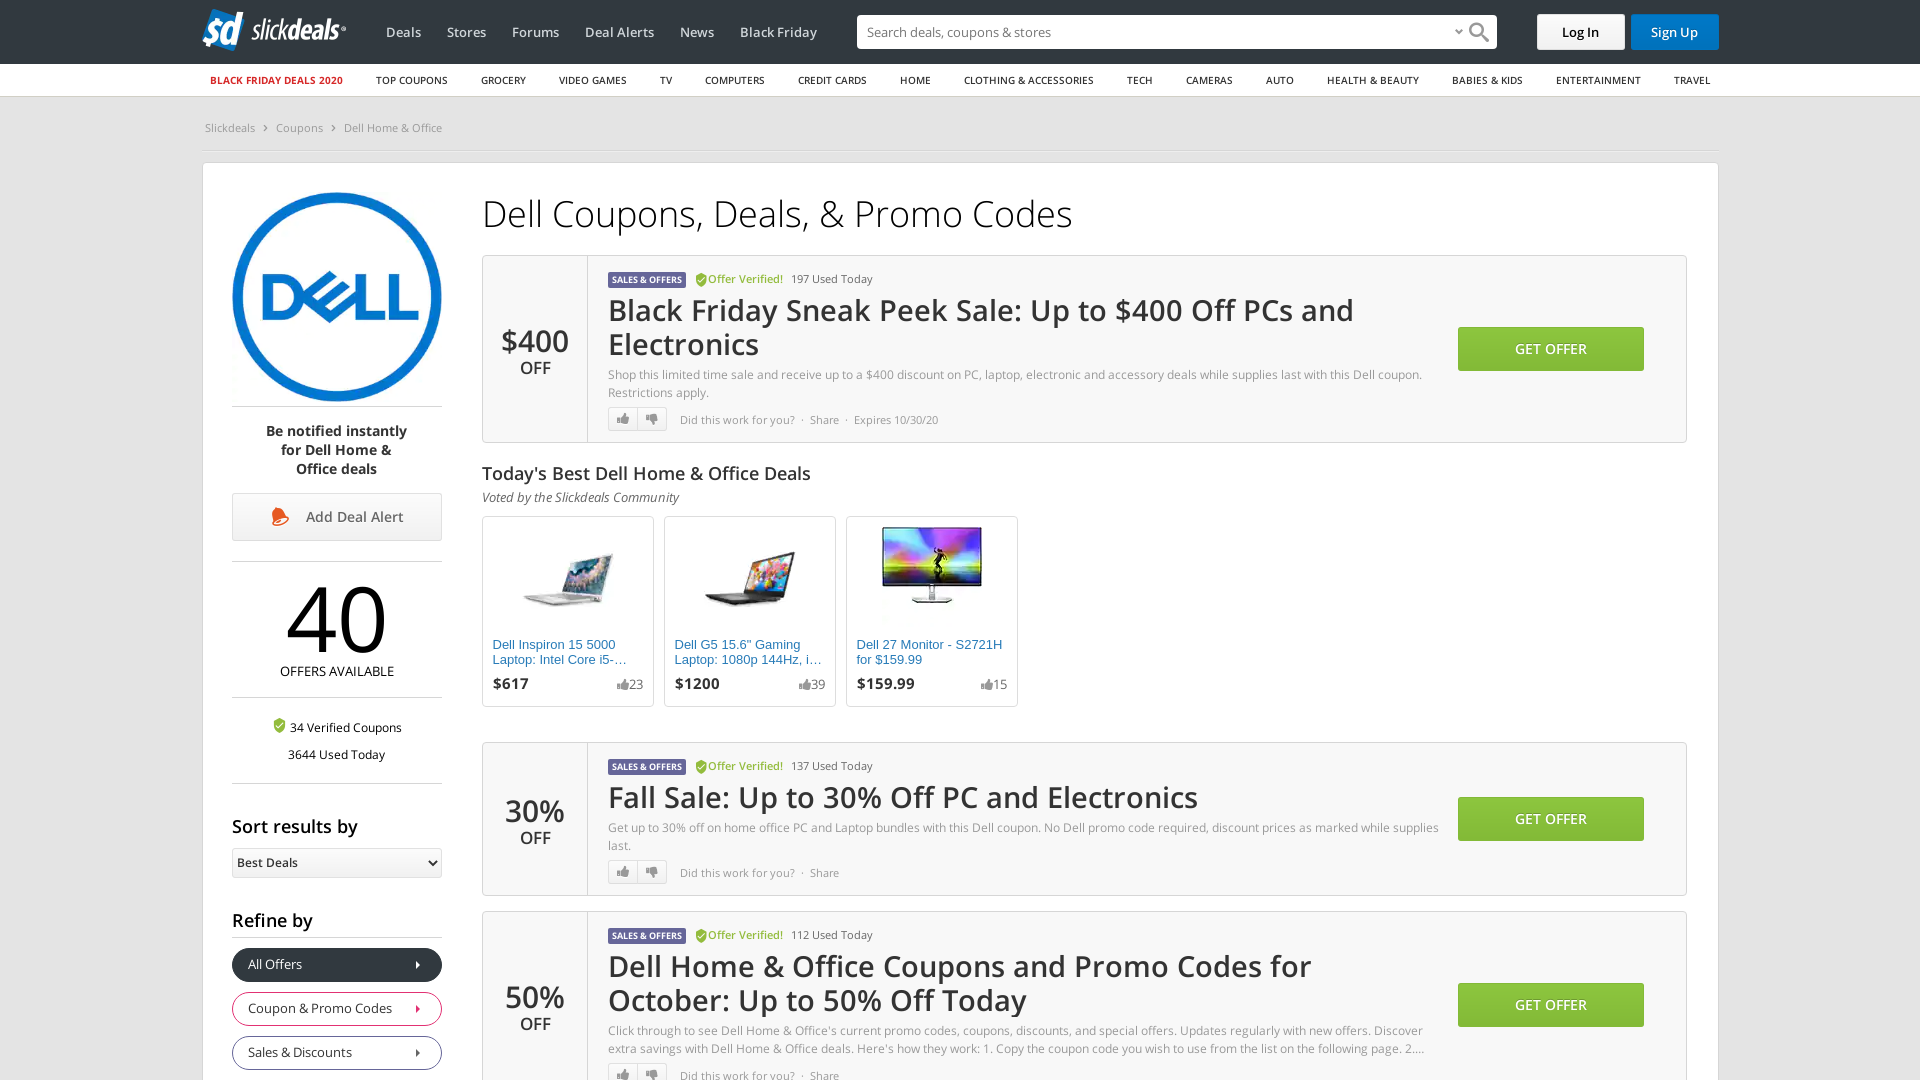 sd slickdeals
Deals Stores Forums Deal Alerts News Black Friday
Search deals, coupons & stores
Log In Sign Up
BLACK FRIDAY DEALS 2020 TOP COUPONS GROCERY VIDEO GAMES TV COMPUTERS CREDIT CARDS HOME CLOTHING & ACCESSORIES TECH CAMERAS AUTO HEALTH & BEAUTY BABIES & KIDS ENTERTAINMENT TRAVEL
Slickdeals > Coupons > Dell Home & Office
DELL
Be notified instantly
for Dell Home &
Office deals
Add Deal Alert
40
OFFERS AVAILABLE
34 Verified Coupons
3644 Used Today
Sort results by
Best Deals
Refine by
All Offers
Coupon & Promo Codes
Sales & Discounts
Dell Coupons, Deals, & Promo Codes
$400
OFF
SALES & OFFERS Offer Verified! 197 Used Today
Black Friday Sneak Peek Sale: Up to $400 Off PCs and
Electronics
Shop this limited time sale and receive up to a $400 discount on PC, laptop, electronic and accessory deals while supplies last with this Dell coupon.
Restrictions apply.
Did this work for you? · Share · Expires 10/30/20
GET OFFER
Today's Best Dell Home & Office Deals
Voted by the Slickdeals Community
Dell Inspiron 15 5000
Laptop: Intel Core i5-…
$617 23
Dell G5 15.6" Gaming
Laptop: 1080p 144Hz, i…
$1200 39
Dell 27 Monitor - S2721H
for $159.99
$159.99 15
30%
OFF
SALES & OFFERS Offer Verified! 137 Used Today
Fall Sale: Up to 30% Off PC and Electronics
Get up to 30% off on home office PC and Laptop bundles with this Dell coupon. No Dell promo code required, discount prices as marked while supplies
last.
Did this work for you? · Share
GET OFFER
50%
OFF
SALES & OFFERS Offer Verified! 112 Used Today
Dell Home & Office Coupons and Promo Codes for
October: Up to 50% Off Today
Click through to see Dell Home & Office's current promo codes, coupons, discounts, and special offers. Updates regularly with new offers. Discover
extra savings with Dell Home & Office deals. Here's how they work: 1. Copy the coupon code you wish to use from the list on the following page. 2.…
Did this work for you? · Share
GET OFFER